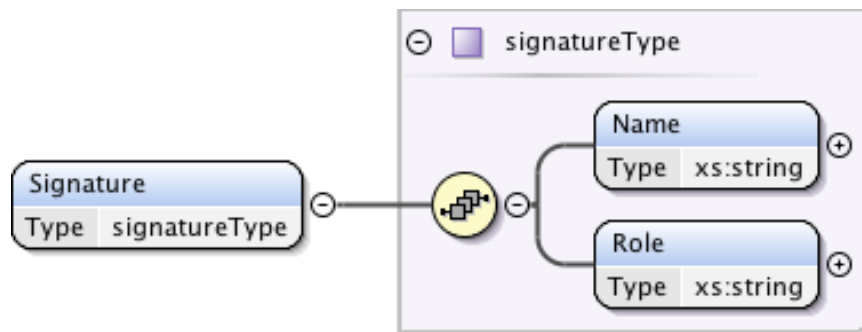 signatureType
Name
Type xs:string
Signature
Type signatureType
Role
Type xs:string